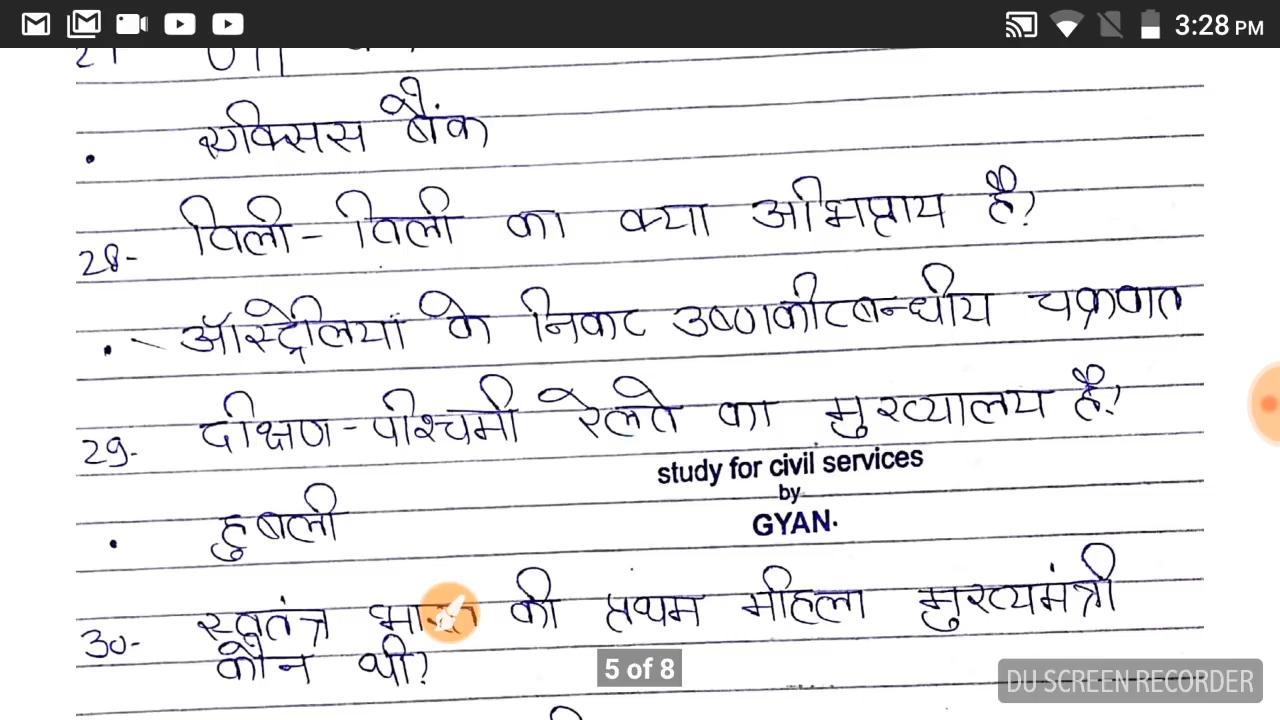 3:28 PM
एक्सिस बैंक
28- विली-विली का क्या अभिप्राय है?
ऑस्ट्रेलिया के निकट उष्णकटिबन्धीय चक्रवात
29- दक्षिण-पश्चिमी रेलवे का मुख्यालय है?
study for civil services
by
GYAN.
हुबली
30- स्वतंत्र भारत की प्रथम महिला मुख्यमंत्री
कौन थी?
5 of 8
DU SCREEN RECORDER